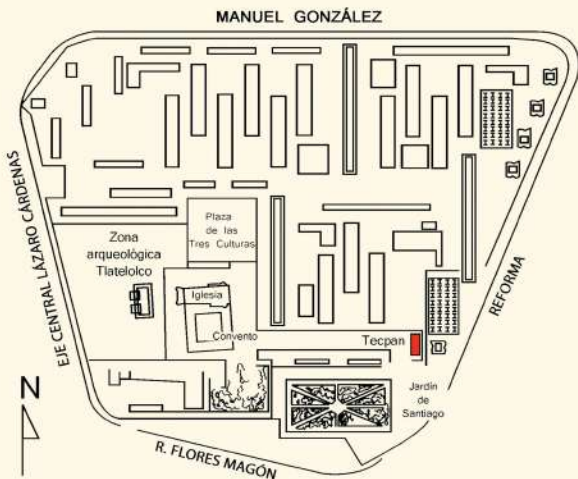 MANUEL GONZÁLEZ
EJE CENTRAL LÁZARO CÁRDENAS
Plaza
de las
Tres Culturas
Zona
arqueológica
Tlatelolco
Iglesia
Convento
Tecpan
REFORMA
Jardín
de
Santiago
N
R. FLORES MAGÓN